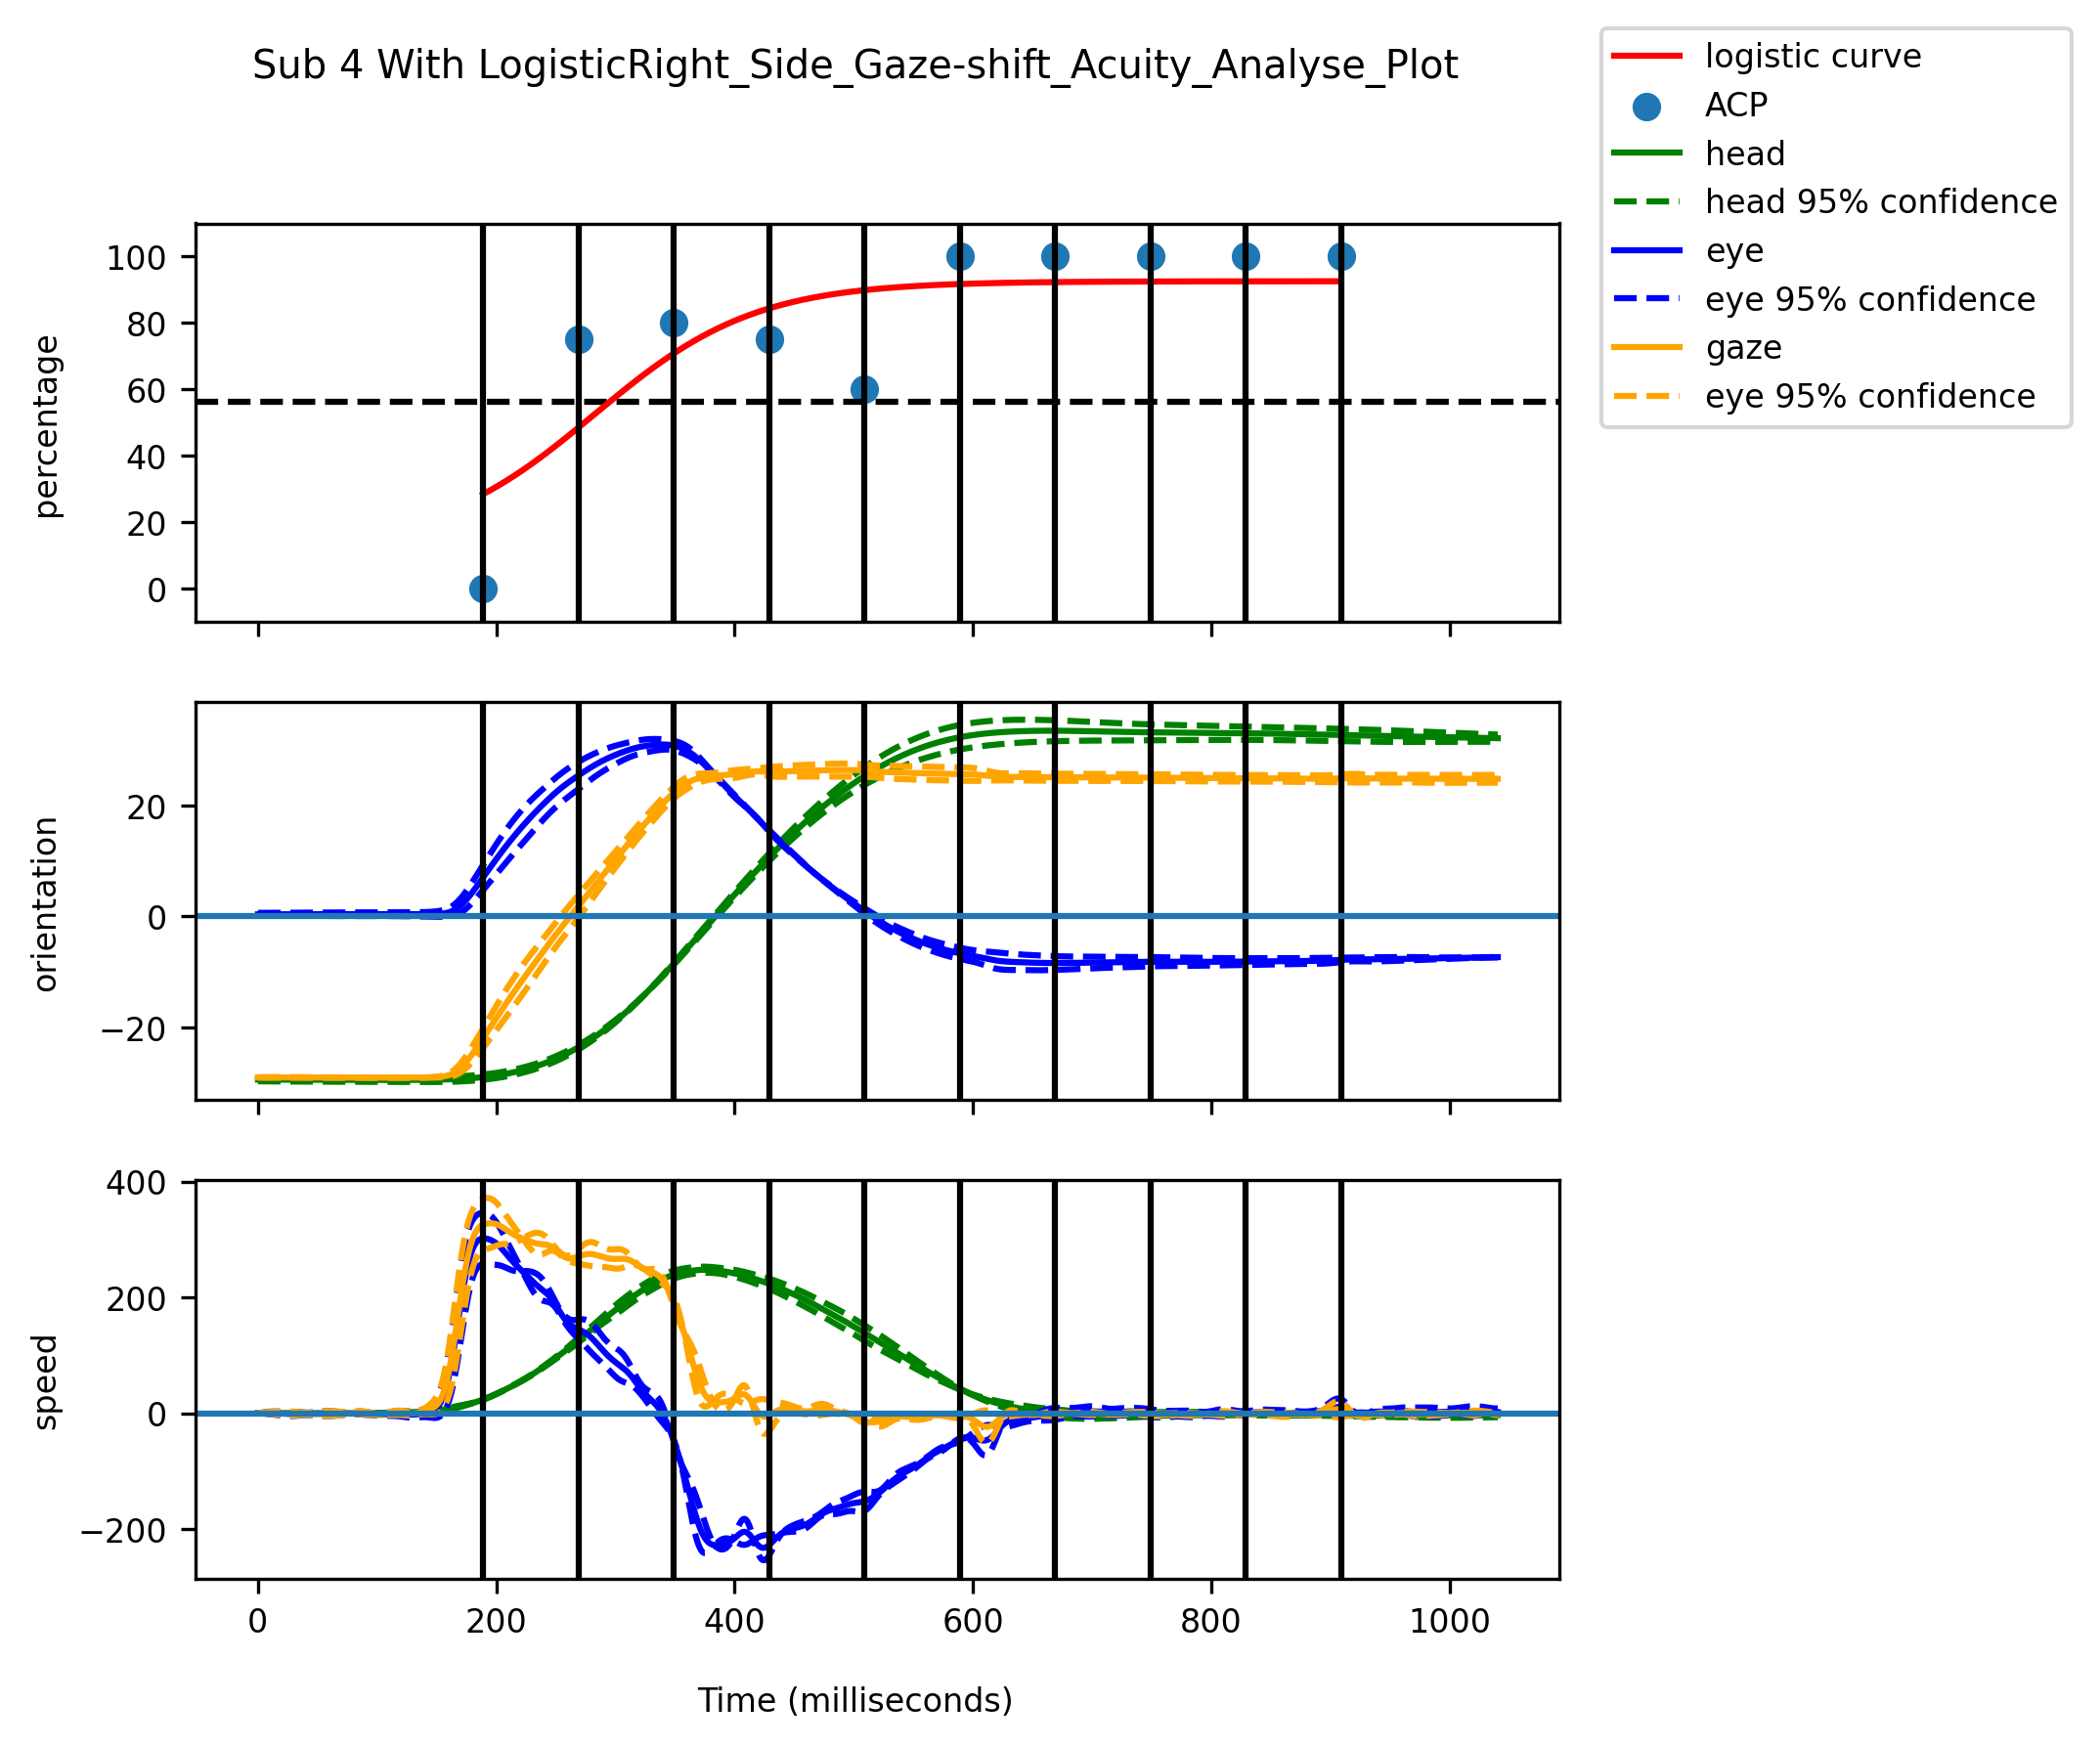 Sub 4 With LogisticRight_Side_Gaze-shift_Acuity_Analyse_Plot
logistic curve
ACP
head
head 95% confidence
eye
eye 95% confidence
gaze
eye 95% confidence
percentage
100
80
60
40
20
0
orientation
20
0
−20
speed
400
200
0
−200
0 200 400 600 800 1000
Time (milliseconds)